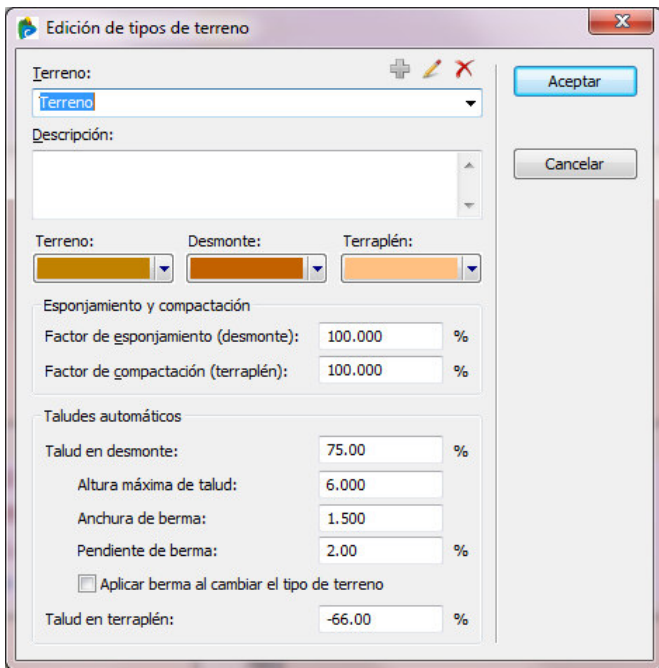 Edición de tipos de terreno
Terreno:
Aceptar
Terreno
Descripción:
Cancelar
Terreno: Desmonte: Terraplén:
Esponjamiento y compactación
Factor de esponjamiento (desmonte): 100.000 %
Factor de compactación (terraplén): 100.000 %
Taludes automáticos
Talud en desmonte: 75.00 %
Altura máxima de talud: 6.000
Anchura de berma: 1.500
Pendiente de berma: 2.00 %
Aplicar berma al cambiar el tipo de terreno
Talud en terraplén: -66.00 %